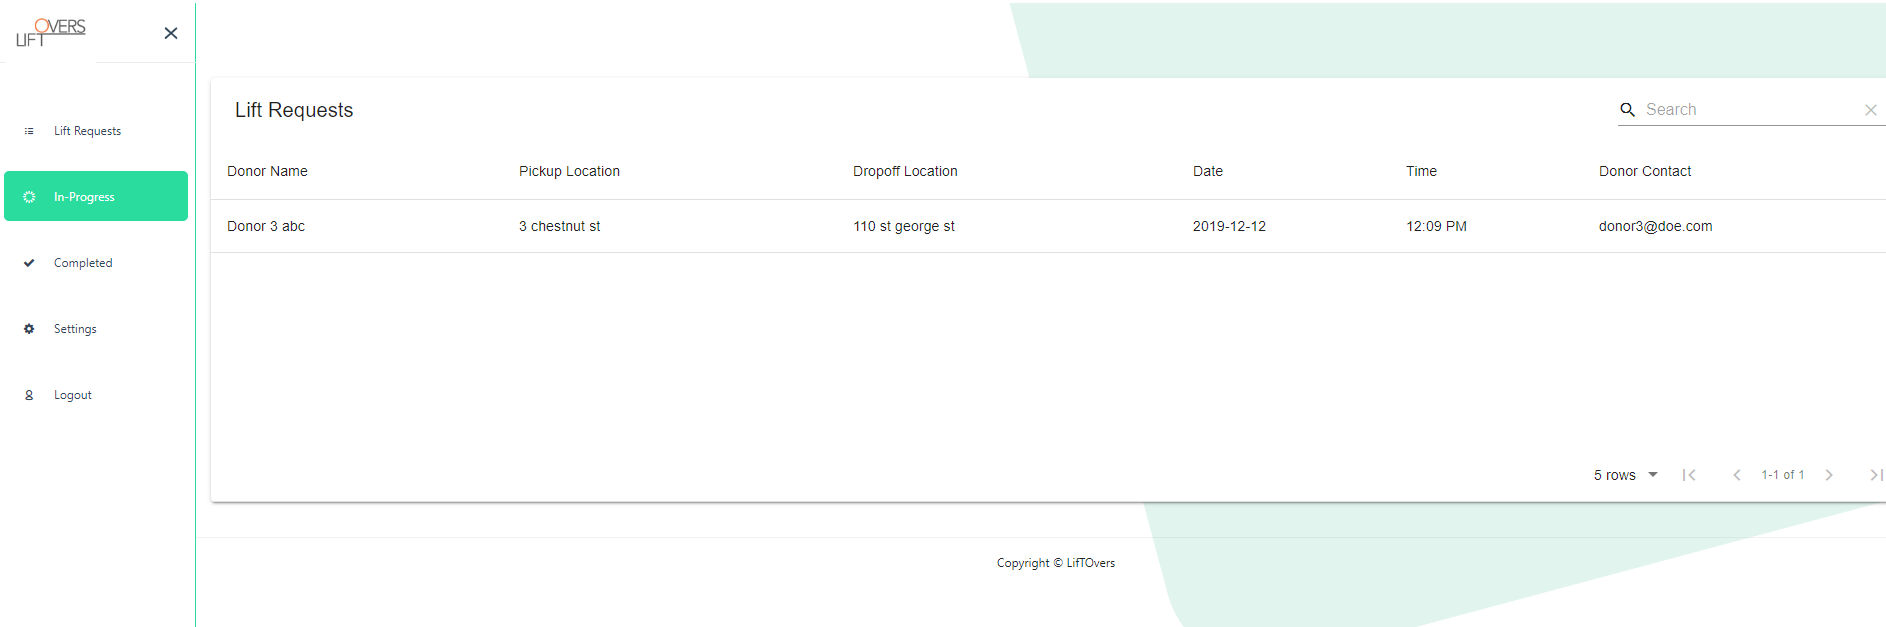 LIFTOVERS
Lift Requests
In-Progress
Completed
Settings
Logout
Lift Requests
Search
Donor Name Pickup Location Dropoff Location Date Time Donor Contact
Donor 3 abc 3 chestnut st 110 st george st 2019-12-12 12:09 PM donor3@doe.com
5 rows 1-1 of 1
Copyright © LifTOvers